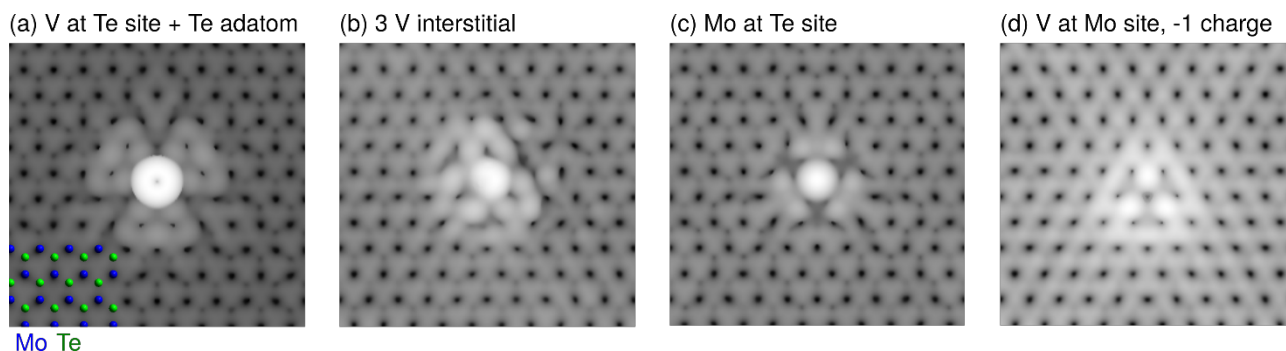 (a) V at Te site + Te adatom
(b) 3 V interstitial
(c) Mo at Te site
(d) V at Mo site, -1 charge
Mo Te